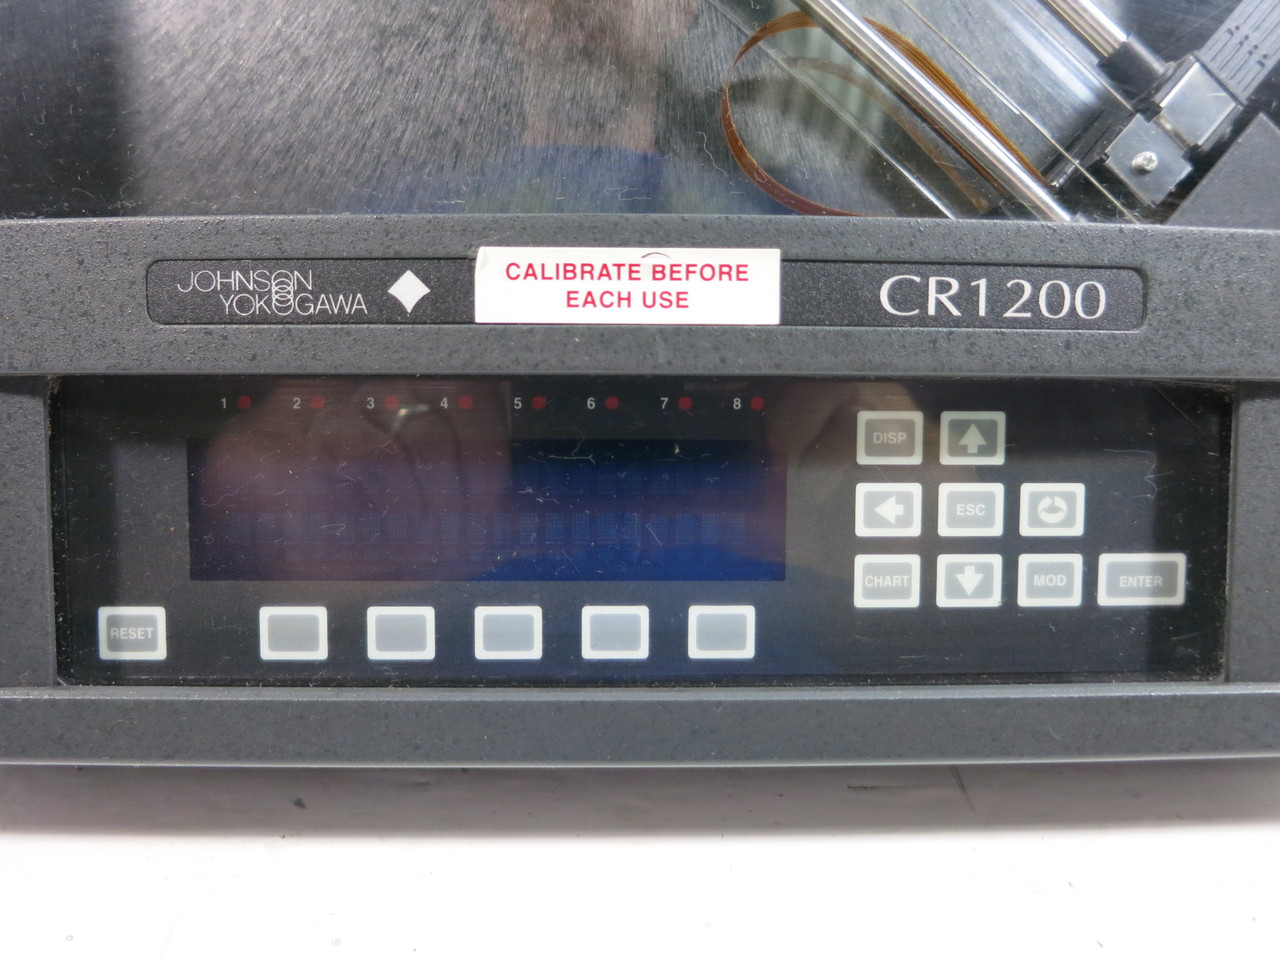 JOHNSON
YOKOGAWA
CALIBRATE BEFORE
EACH USE
CR1200
1 2 3 4 5 6 7 8
DISP
ESC
CHART MOD ENTER
RESET